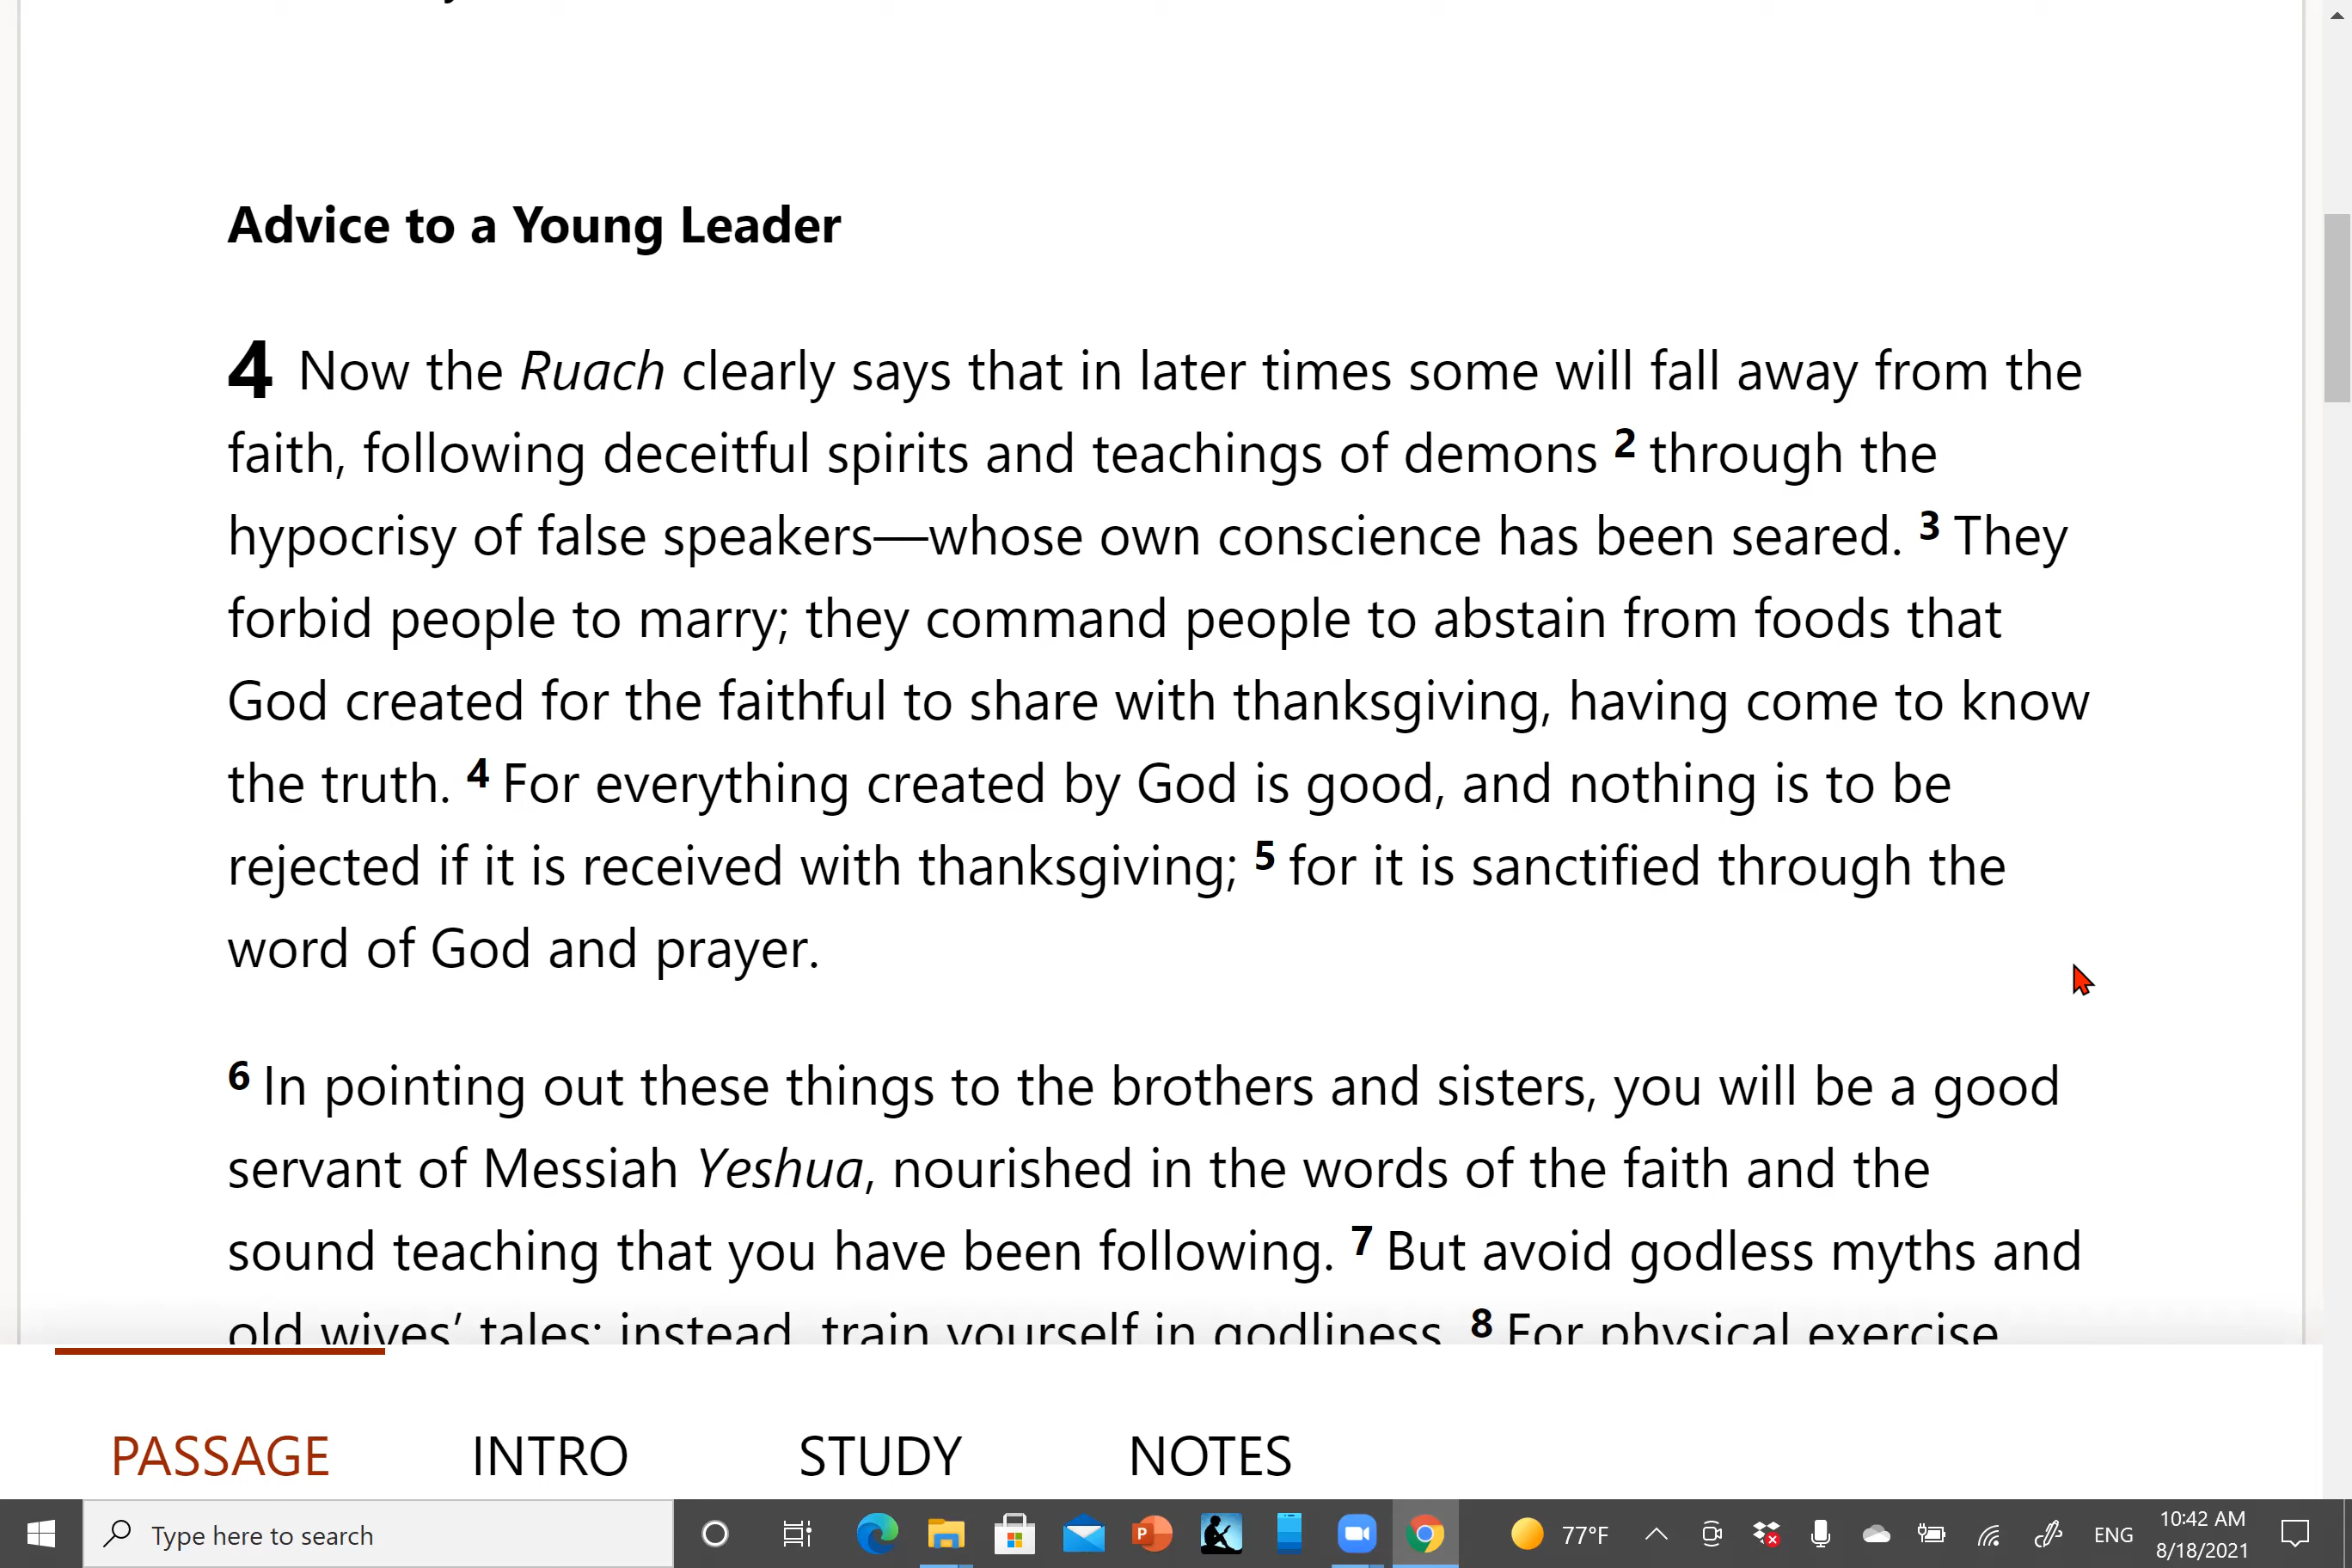 Advice to a Young Leader
4 Now the Ruach clearly says that in later times some will fall away from the
faith, following deceitful spirits and teachings of demons 2 through the
hypocrisy of false speakers—whose own conscience has been seared. 3 They
forbid people to marry; they command people to abstain from foods that
God created for the faithful to share with thanksgiving, having come to know
the truth. 4 For everything created by God is good, and nothing is to be
rejected if it is received with thanksgiving; 5 for it is sanctified through the
word of God and prayer.
6 In pointing out these things to the brothers and sisters, you will be a good
servant of Messiah Yeshua, nourished in the words of the faith and the
sound teaching that you have been following. 7 But avoid godless myths and
old wives’ tales; instead, train yourself in godliness. 8 For physical exercise
PASSAGE INTRO STUDY NOTES
Type here to search
P
77°F
ENG
10:42 AM
8/18/2021